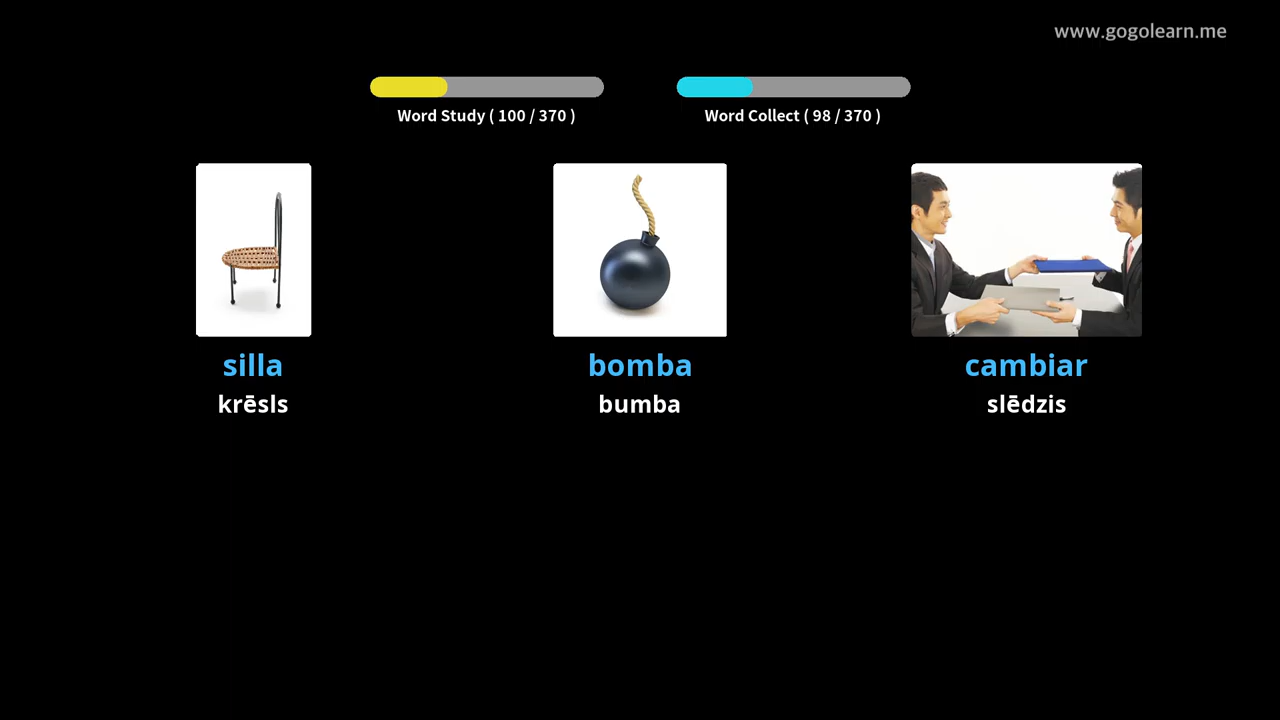 www.gogolearn.me
Word Study ( 100 / 370 )
Word Collect ( 98 / 370 )
silla
bomba
cambiar
krēsls
bumba
slēdzis